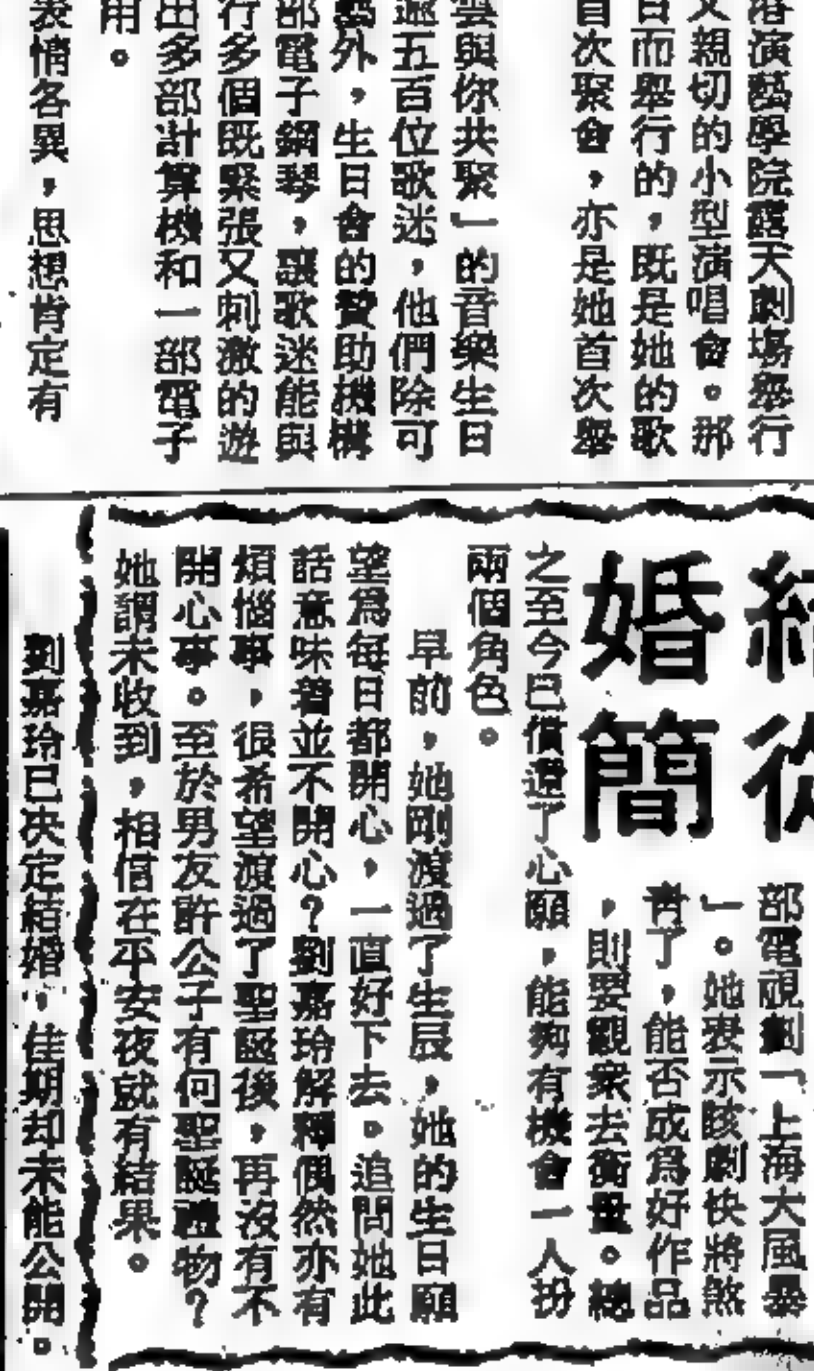 演藝學院露天劇場舉行
又親切的小型演唱會。那
日而舉行的，既是她的歌
首次聚會，亦是她首次舉
雲與你共聚」的音樂生日
逾五百位歌迷，他們除可
外，生日會的贊助機構
部電子鋼琴，讓歌迷能與
行多個既緊張又刺激的遊
出多部計算機和一部電子
用。
表情各異，思想肯定有
結婚
從簡
部電視劇「上海大風暴
」。她表示該劇快將煞
靑了，能否成爲好作品
，則要觀衆去衡量。總
之至今已償還了心願，能夠有機會一人扮
兩個角色。
早前，她剛渡過了生辰，她的生日願
望爲每日都開心，一直好下去。追問她此
話意味着並不開心？劉嘉玲解釋偶然亦有
煩惱事，很希望渡過了聖誕後，再沒有不
開心事。至於男友許公子有何聖誕禮物？
她謂未收到，相信在平安夜就有結果。
劉嘉玲已決定結婚，佳期却未能公開。